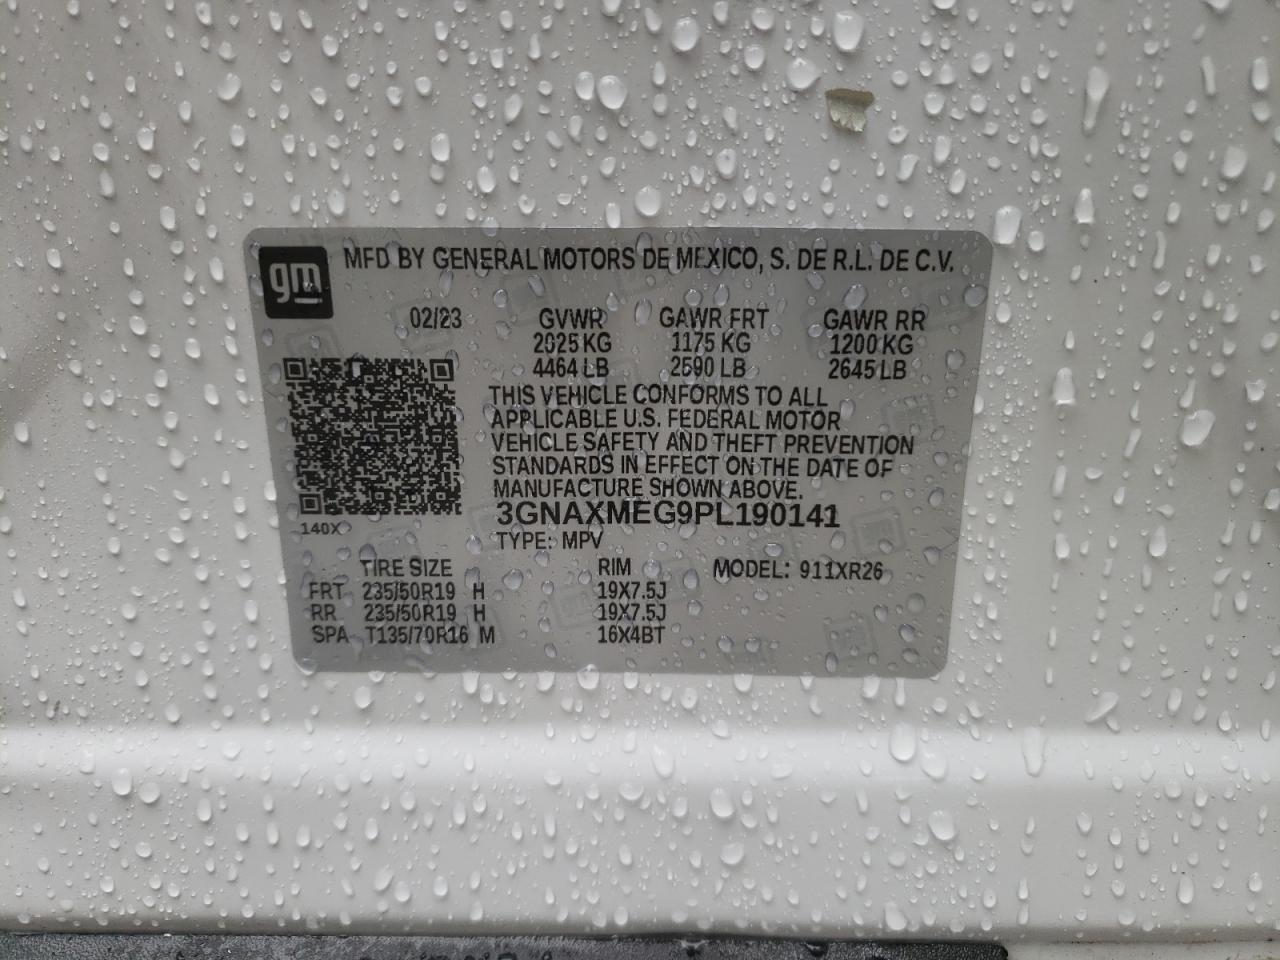 gm MFD BY GENERAL MOTORS DE MEXICO, S. DE R.L. DE C.V.
02/23 GVWR GAWR FRT GAWR RR
2025 KG 1175 KG 1200 KG
4464 LB 2590 LB 2645 LB
THIS VEHICLE CONFORMS TO ALL
APPLICABLE U.S. FEDERAL MOTOR
VEHICLE SAFETY AND THEFT PREVENTION
STANDARDS IN EFFECT ON THE DATE OF
MANUFACTURE SHOWN ABOVE.
3GNAXMEG9PL190141
140X
TYPE: MPV
TIRE SIZE RIM MODEL: 911XR26
FRT 235/50R19 H 19X7.5J
RR 235/50R19 H 19X7.5J
SPA T135/70R16 M 16X4BT